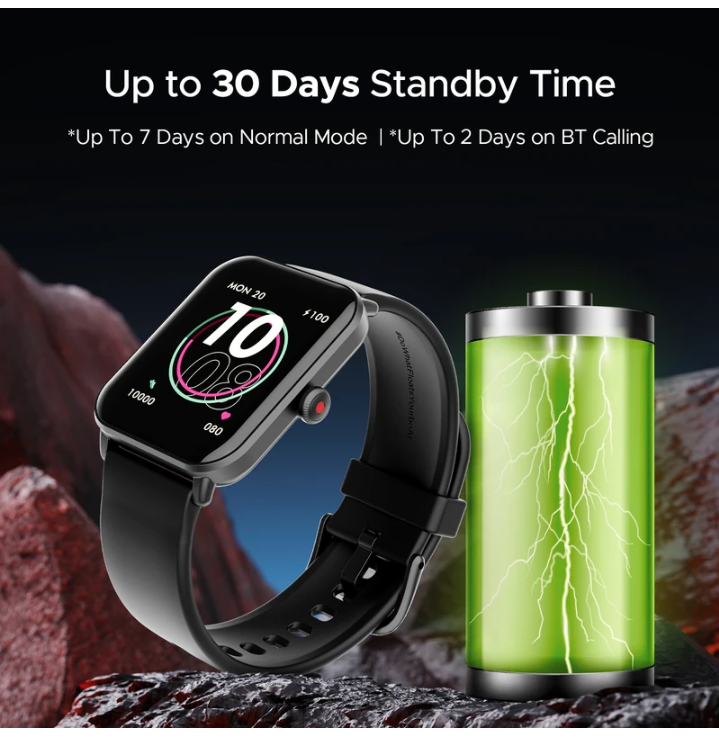 Up to 30 Days Standby Time
*Up To 7 Days on Normal Mode | *Up To 2 Days on BT Calling
MON 20
⚡100
10
08
10000
080
#DoWhatFloatsYourboAt